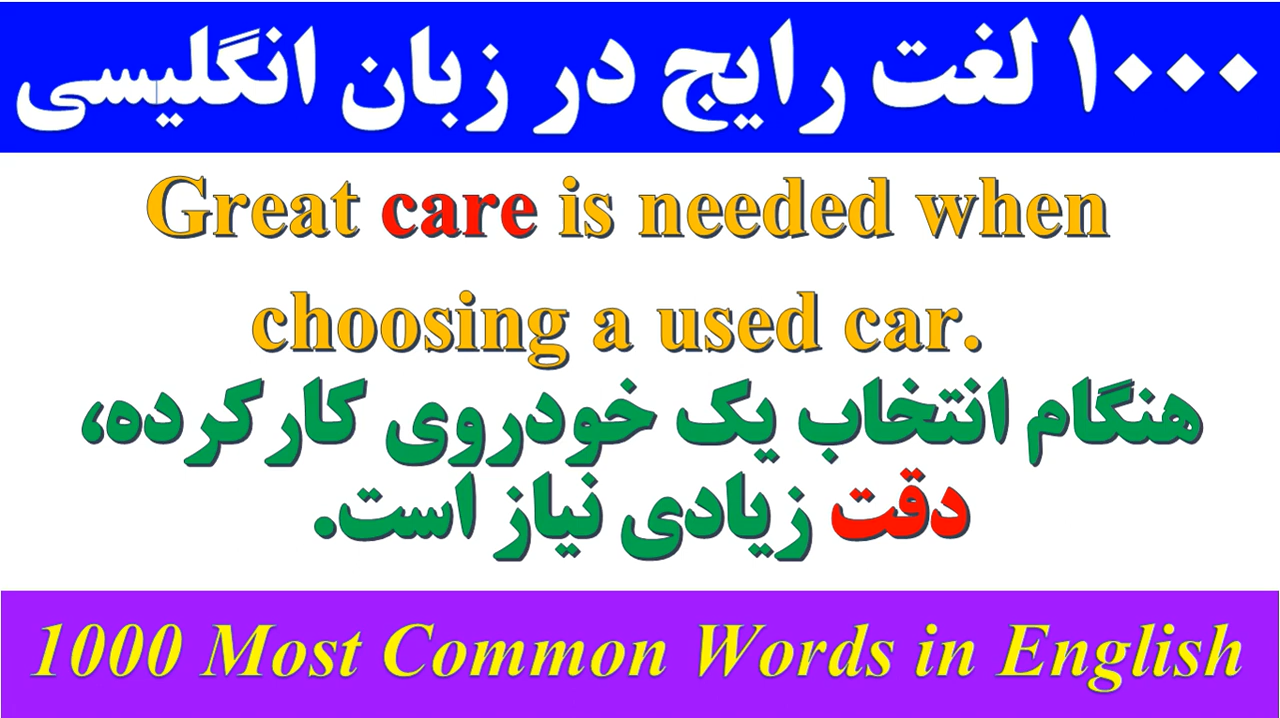 ۱۰۰۰ لغت رایج در زبان انگلیسی
Great care is needed when
choosing a used car.
هنگام انتخاب یک خودروی کارکرده،
دقت زیادی نیاز است.
1000 Most Common Words in English